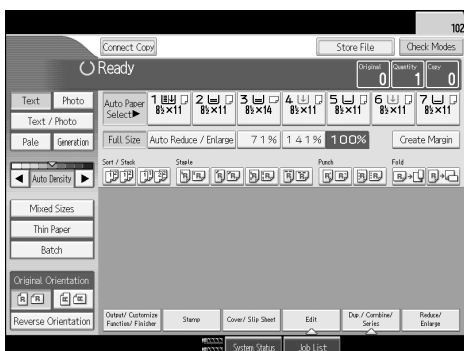 102
Connect Copy
Store File
Check Modes
Ready
Original 0
Quantity 1
Copy 0
Text
Photo
Text / Photo
Pale
Generation
Auto Paper Select▶
1 8½×11
2 8½×11
3 8½×14
4 8½×11
5 8½×11
6 8½×11
7 8½×11
Full Size
Auto Reduce / Enlarge
71%
141%
100%
Create Margin
Sort / Stack
Staple
Punch
Fold
Auto Density
Mixed Sizes
Thin Paper
Batch
Original Orientation
Reverse Orientation
Output/ Customize Function/ Finisher
Stamp
Cover/ Slip Sheet
Edit
Dup./ Combine/ Series
Reduce/ Enlarge
System Status
Job List